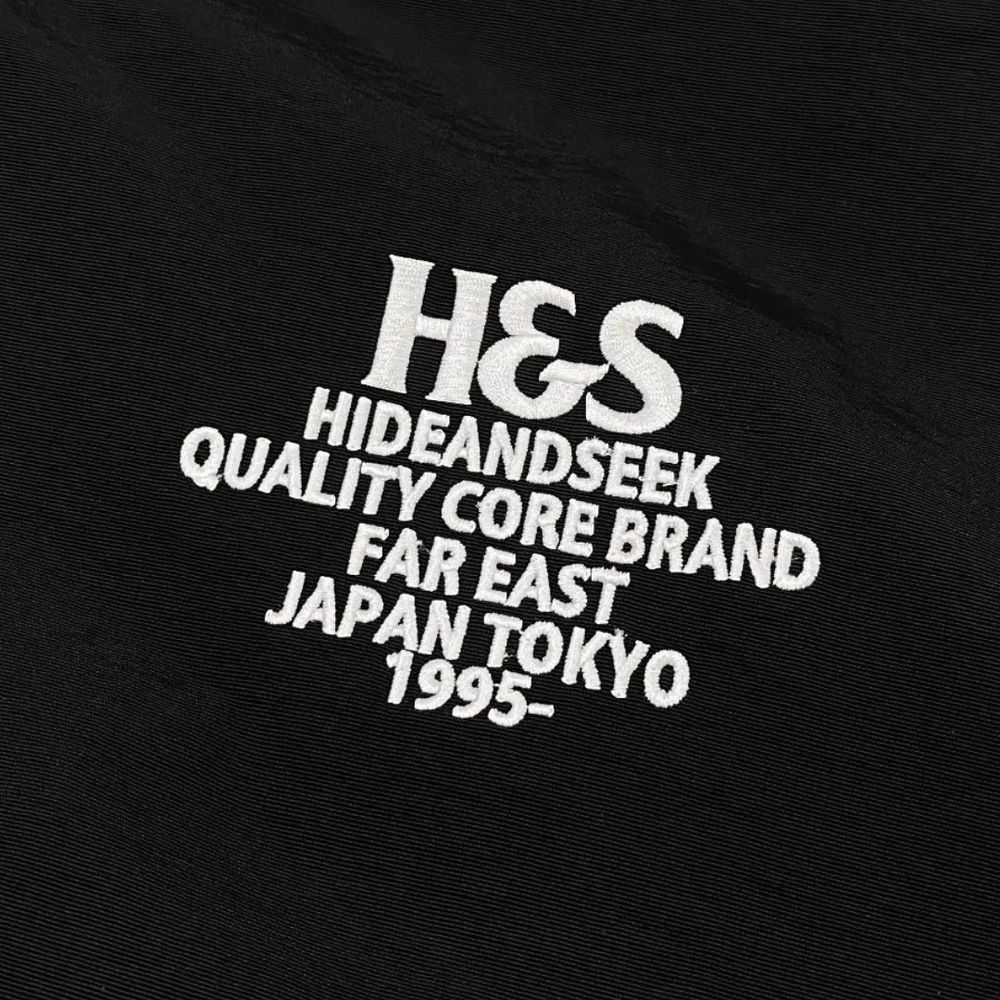 H&S
HIDEANDSEEK
QUALITY CORE BRAND
FAR EAST
JAPAN TOKYO
1995-